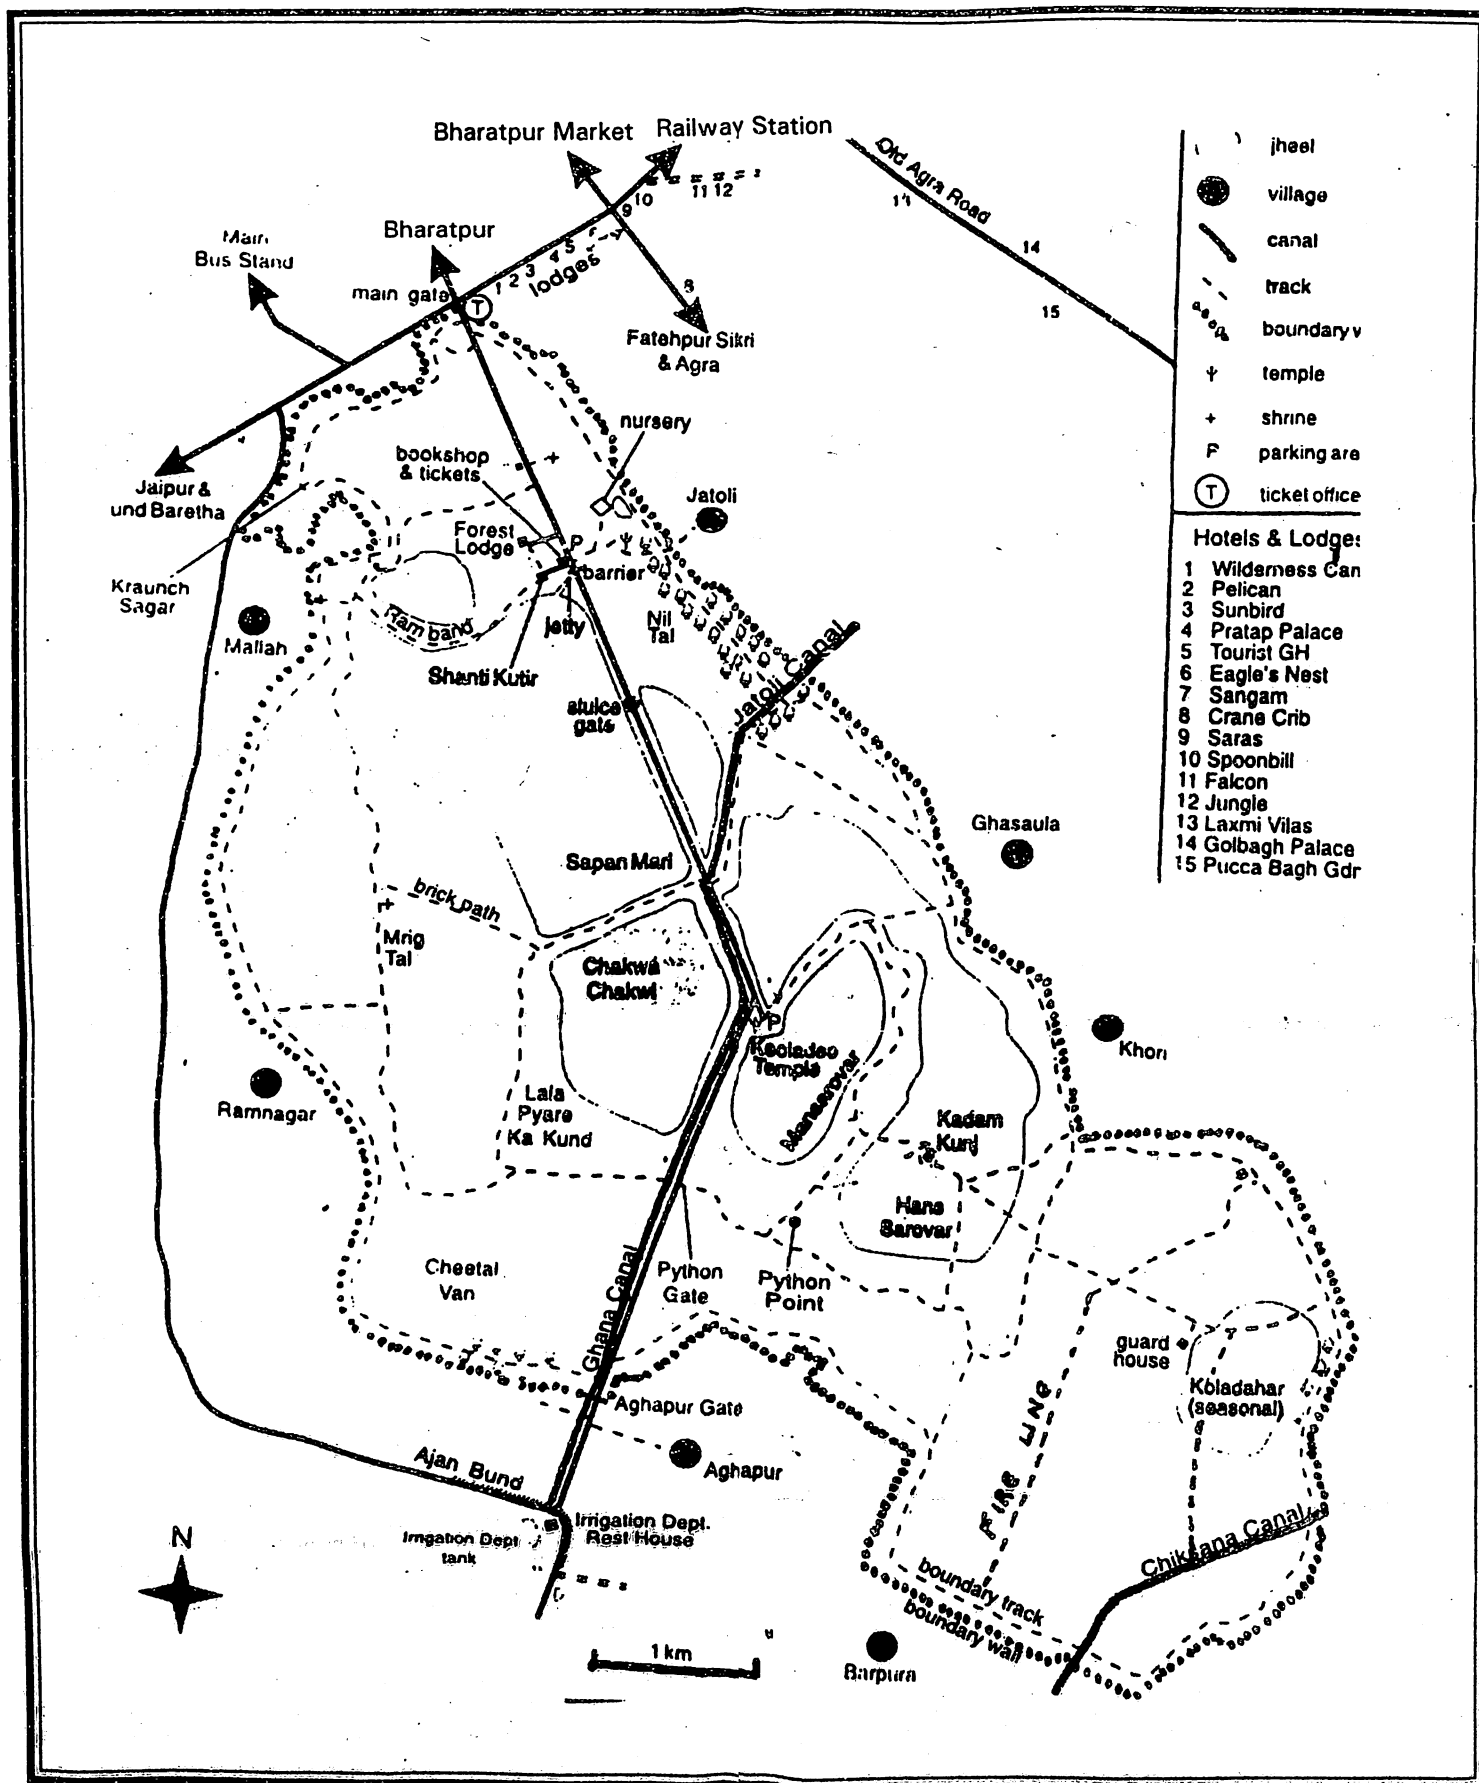 Bharatpur Market
Railway Station
Old Agra Road
11 12
10
9
14
15
Bharatpur
Main
Bus Stand
main gate
T
1 2 3 4 5
lodges
7
8
Fatehpur Sikri
& Agra
nursery
bookshop
& tickets
Jaipur &
und Baretha
Jatoli
Forest
Lodge
P
barrier
Kraunch
Sagar
Mallah
Ram band
jetty
Nil
Tal
Shanti Kutir
sluice
gate
Jatoli Canal
Ghasaula
Sapan Mari
brick path
Mrig
Tal
Chakwa
Chakwi
P
Keoladeo
Temple
Mansarovar
Khori
Ramnagar
Lala
Pyare
Ka Kund
Kadam
Kunj
Hans
Sarovar
Cheetal
Van
Ghana Canal
Python
Gate
Python
Point
guard
house
Koladahar
(seasonal)
Aghapur Gate
Aghapur
FIRE LINE
Ajan Bund
Irrigation Dept.
Rest House
Irrigation Dept
tank
Chiksana Canal
boundary track
boundary wall
N
1 km
Barpura
jheel
village
canal
track
boundary w
temple
shrine
P parking are
T ticket office
Hotels & Lodges
1 Wilderness Cam
2 Pelican
3 Sunbird
4 Pratap Palace
5 Tourist GH
6 Eagle's Nest
7 Sangam
8 Crane Crib
9 Saras
10 Spoonbill
11 Falcon
12 Jungle
13 Laxmi Vilas
14 Golbagh Palace
15 Pucca Bagh Gdn